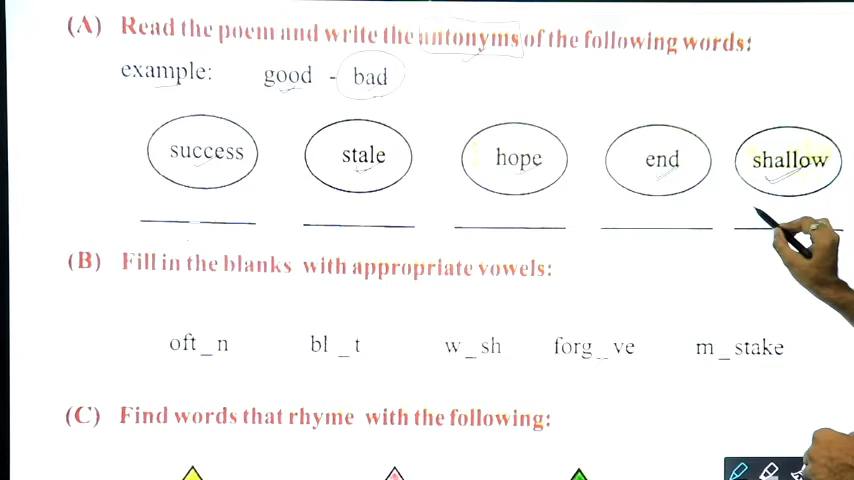 (A) Read the poem and write the antonyms of the following words:
example: good - bad
success stale hope end shallow
(B) Fill in the blanks with appropriate vowels:
oft _ n bl _ t w _ sh forg _ ve m _ stake
(C) Find words that rhyme with the following: